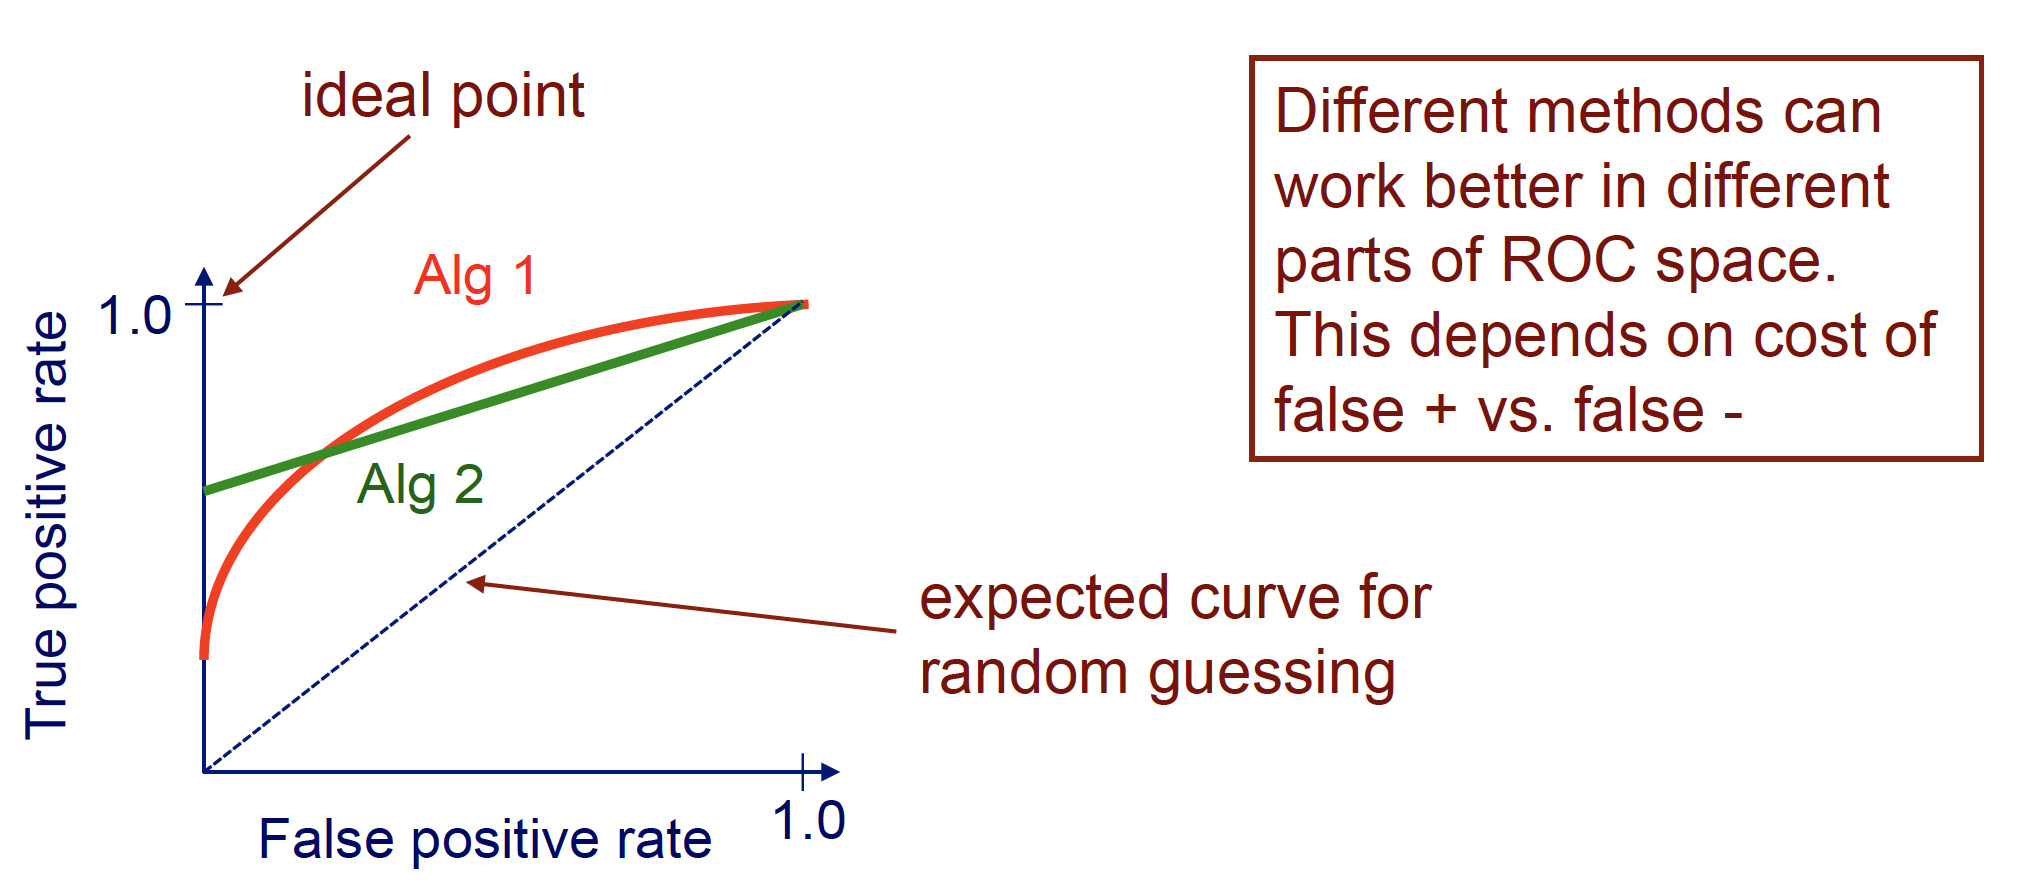 ideal point
Alg 1
1.0
True positive rate
Alg 2
False positive rate
1.0
expected curve for
random guessing
Different methods can
work better in different
parts of ROC space.
This depends on cost of
false + vs. false -